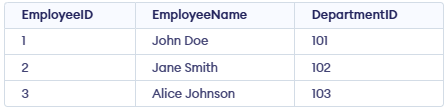 EmployeeID EmployeeName DepartmentID
1 John Doe 101
2 Jane Smith 102
3 Alice Johnson 103